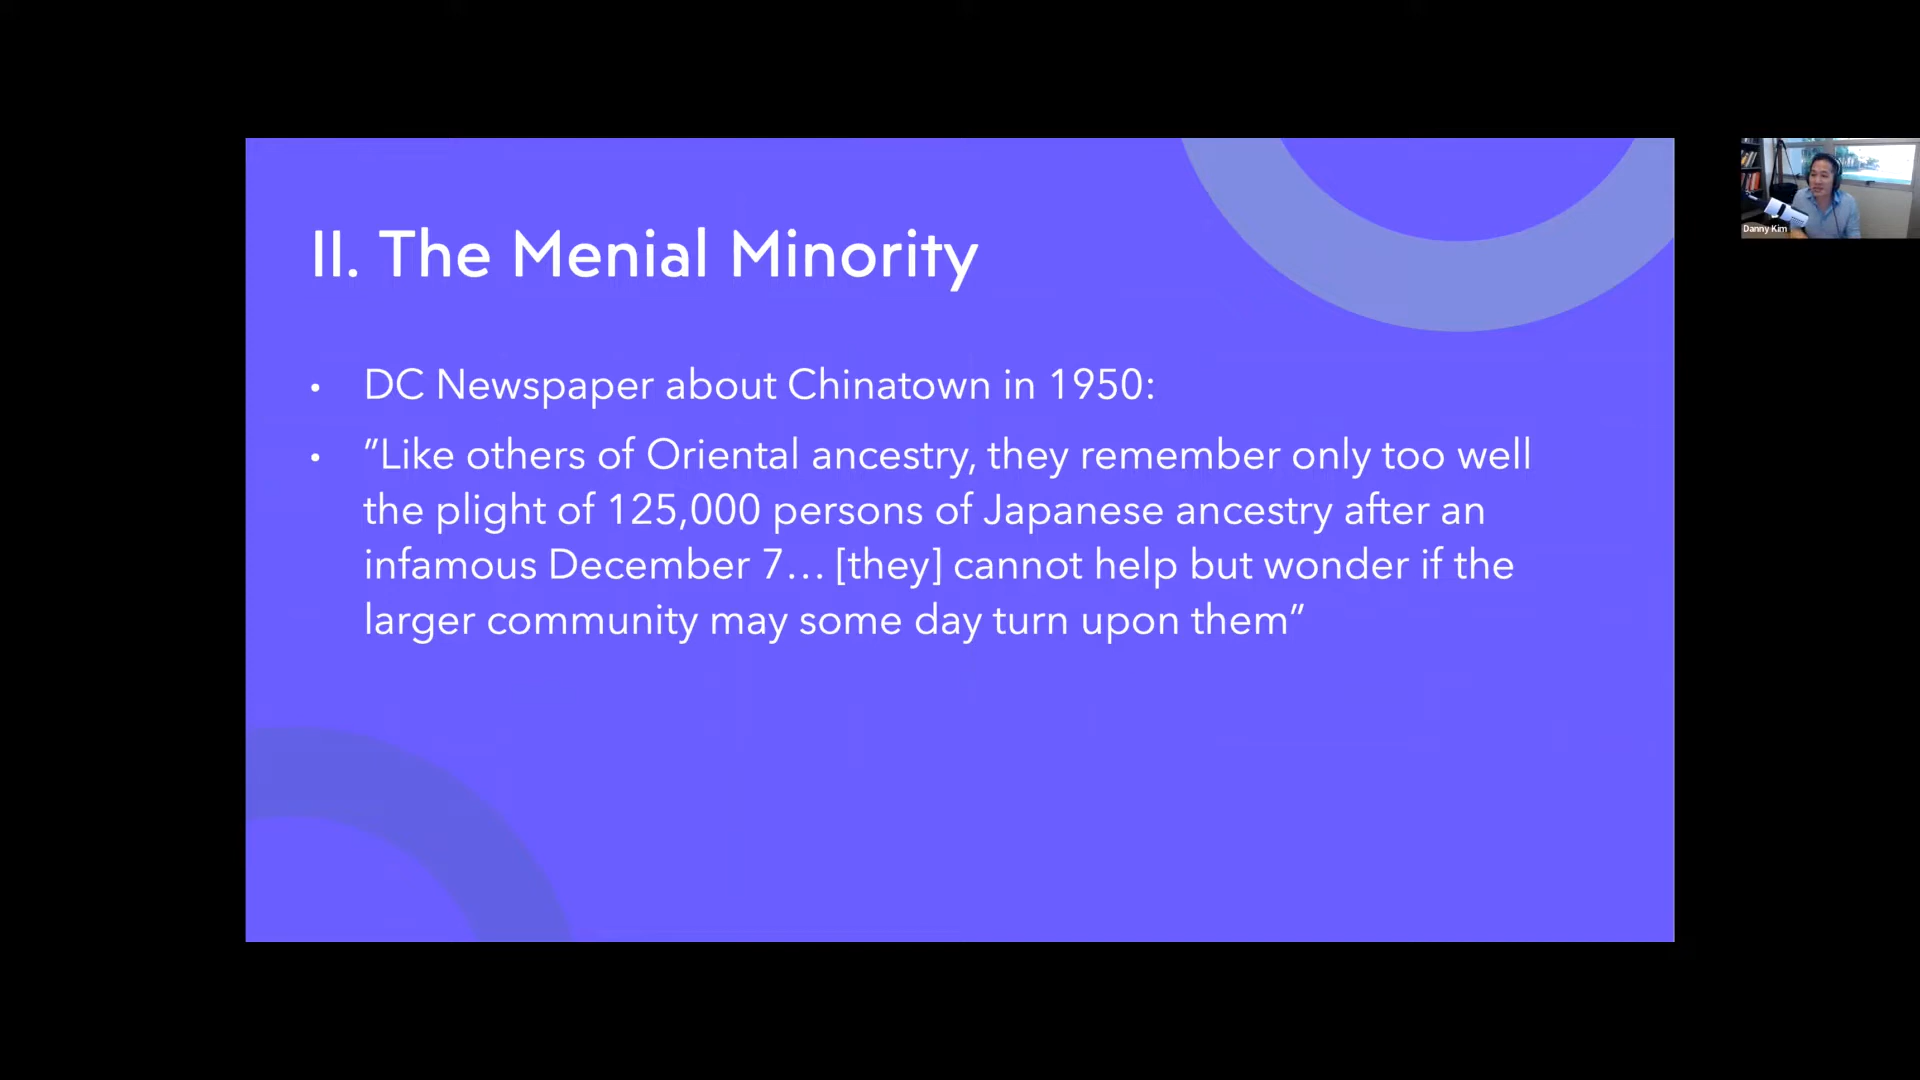 II. The Menial Minority
• DC Newspaper about Chinatown in 1950:
• "Like others of Oriental ancestry, they remember only too well
the plight of 125,000 persons of Japanese ancestry after an
infamous December 7… [they] cannot help but wonder if the
larger community may some day turn upon them"
Danny Kim